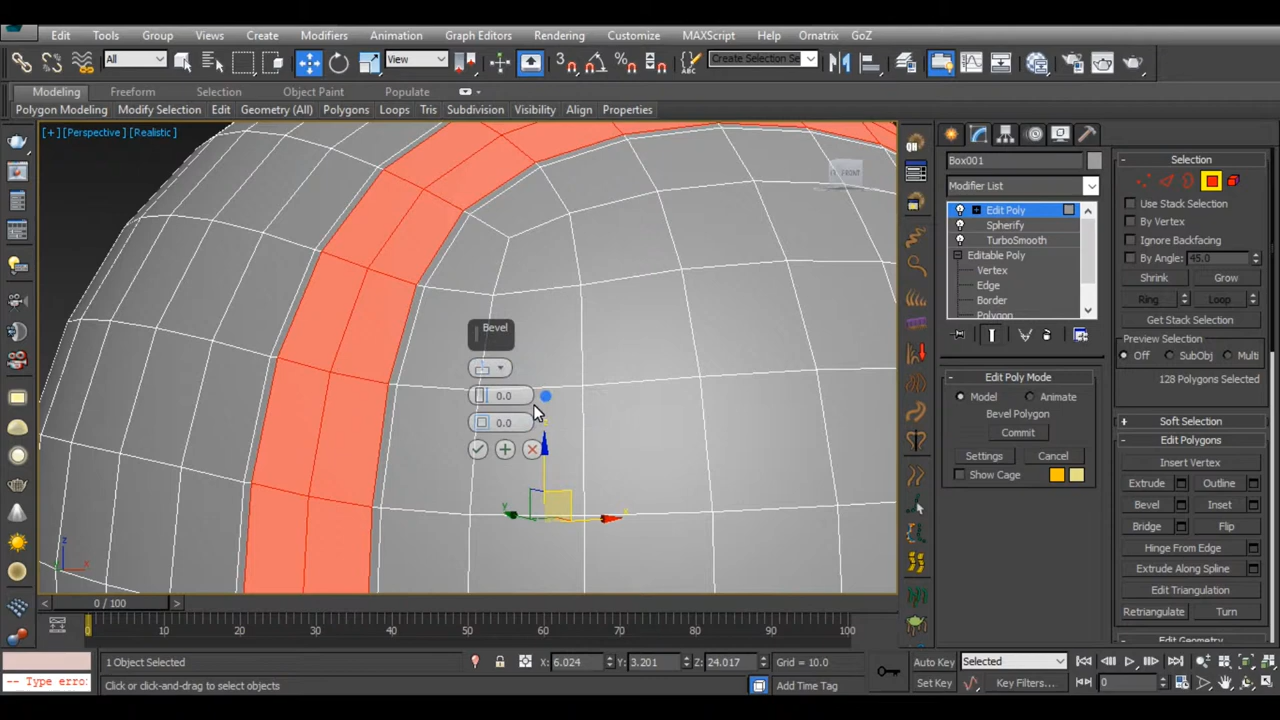 Edit Tools Group Views Create Modifiers Animation Graph Editors Rendering Customize MAXScript Help Ornatrix GoZ
All View Create Selection Se
Modeling Freeform Selection Object Paint Populate
Polygon Modeling Modify Selection Edit Geometry (All) Polygons Loops Tris Subdivision Visibility Align Properties
[+] [Perspective] [Realistic]
FRONT
Bevel
0.0
0.0
z
y
x
z
x
0 / 100
0 10 20 30 40 50 60 70 80 90 100
Box001
Modifier List
Edit Poly
Spherify
TurboSmooth
Editable Poly
Vertex
Edge
Border
Polygon
Edit Poly Mode
Model Animate
Bevel Polygon
Commit
Settings Cancel
Show Cage
Selection
Use Stack Selection
By Vertex
Ignore Backfacing
By Angle: 45.0
Shrink Grow
Ring Loop
Get Stack Selection
Preview Selection
Off SubObj Multi
128 Polygons Selected
Soft Selection
Edit Polygons
Insert Vertex
Extrude Outline
Bevel Inset
Bridge Flip
Hinge From Edge
Extrude Along Spline
Edit Triangulation
Retriangulate Turn
Edit Geometry
1 Object Selected X: 6.024 Y: 3.201 Z: 24.017 Grid = 10.0 Auto Key Selected
-- Type erro: Click or click-and-drag to select objects Add Time Tag Set Key Key Filters... 0